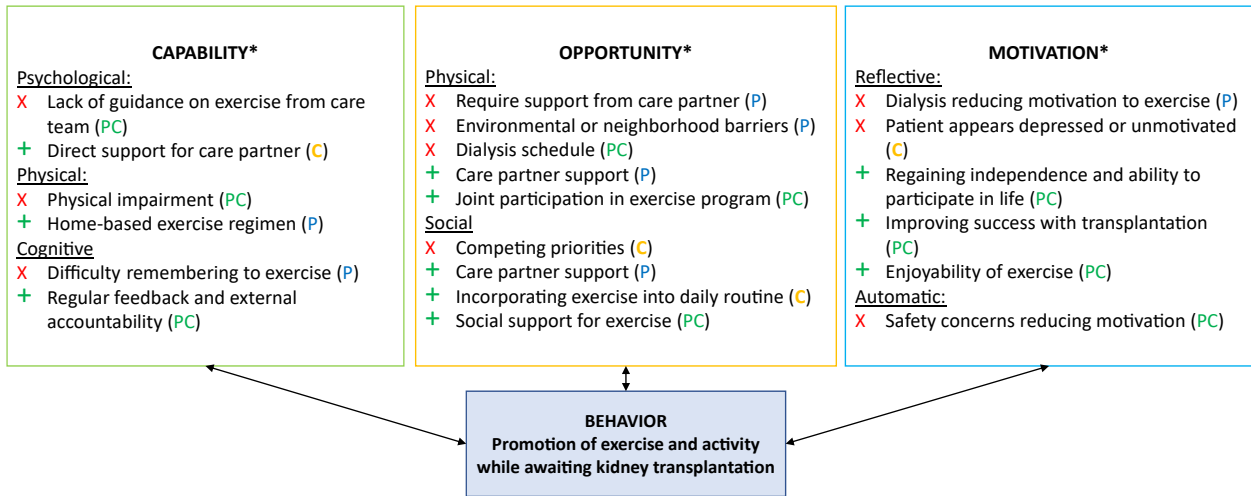 CAPABILITY*
Psychological:
X Lack of guidance on exercise from care
team (PC)
+ Direct support for care partner (C)
Physical:
X Physical impairment (PC)
+ Home-based exercise regimen (P)
Cognitive
X Difficulty remembering to exercise (P)
+ Regular feedback and external
accountability (PC)
OPPORTUNITY*
Physical:
X Require support from care partner (P)
X Environmental or neighborhood barriers (P)
X Dialysis schedule (PC)
+ Care partner support (P)
+ Joint participation in exercise program (PC)
Social
X Competing priorities (C)
+ Care partner support (P)
+ Incorporating exercise into daily routine (C)
+ Social support for exercise (PC)
MOTIVATION*
Reflective:
X Dialysis reducing motivation to exercise (P)
X Patient appears depressed or unmotivated
(C)
+ Regaining independence and ability to
participate in life (PC)
+ Improving success with transplantation
(PC)
+ Enjoyability of exercise (PC)
Automatic:
X Safety concerns reducing motivation (PC)
BEHAVIOR
Promotion of exercise and activity
while awaiting kidney transplantation